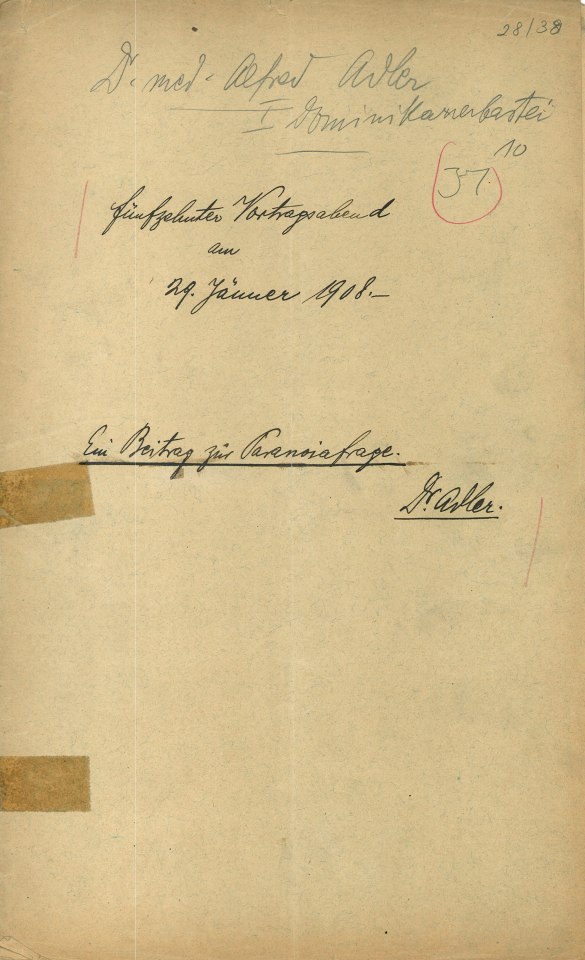 28/38
Dr. med. Alfred Adler
I Dominikanerbastei
10
37.
fünfzehnter Vortragsabend
am
29. Jänner 1908.—
Ein Beitrag zur Paranoiafrage.
Dr. Adler.